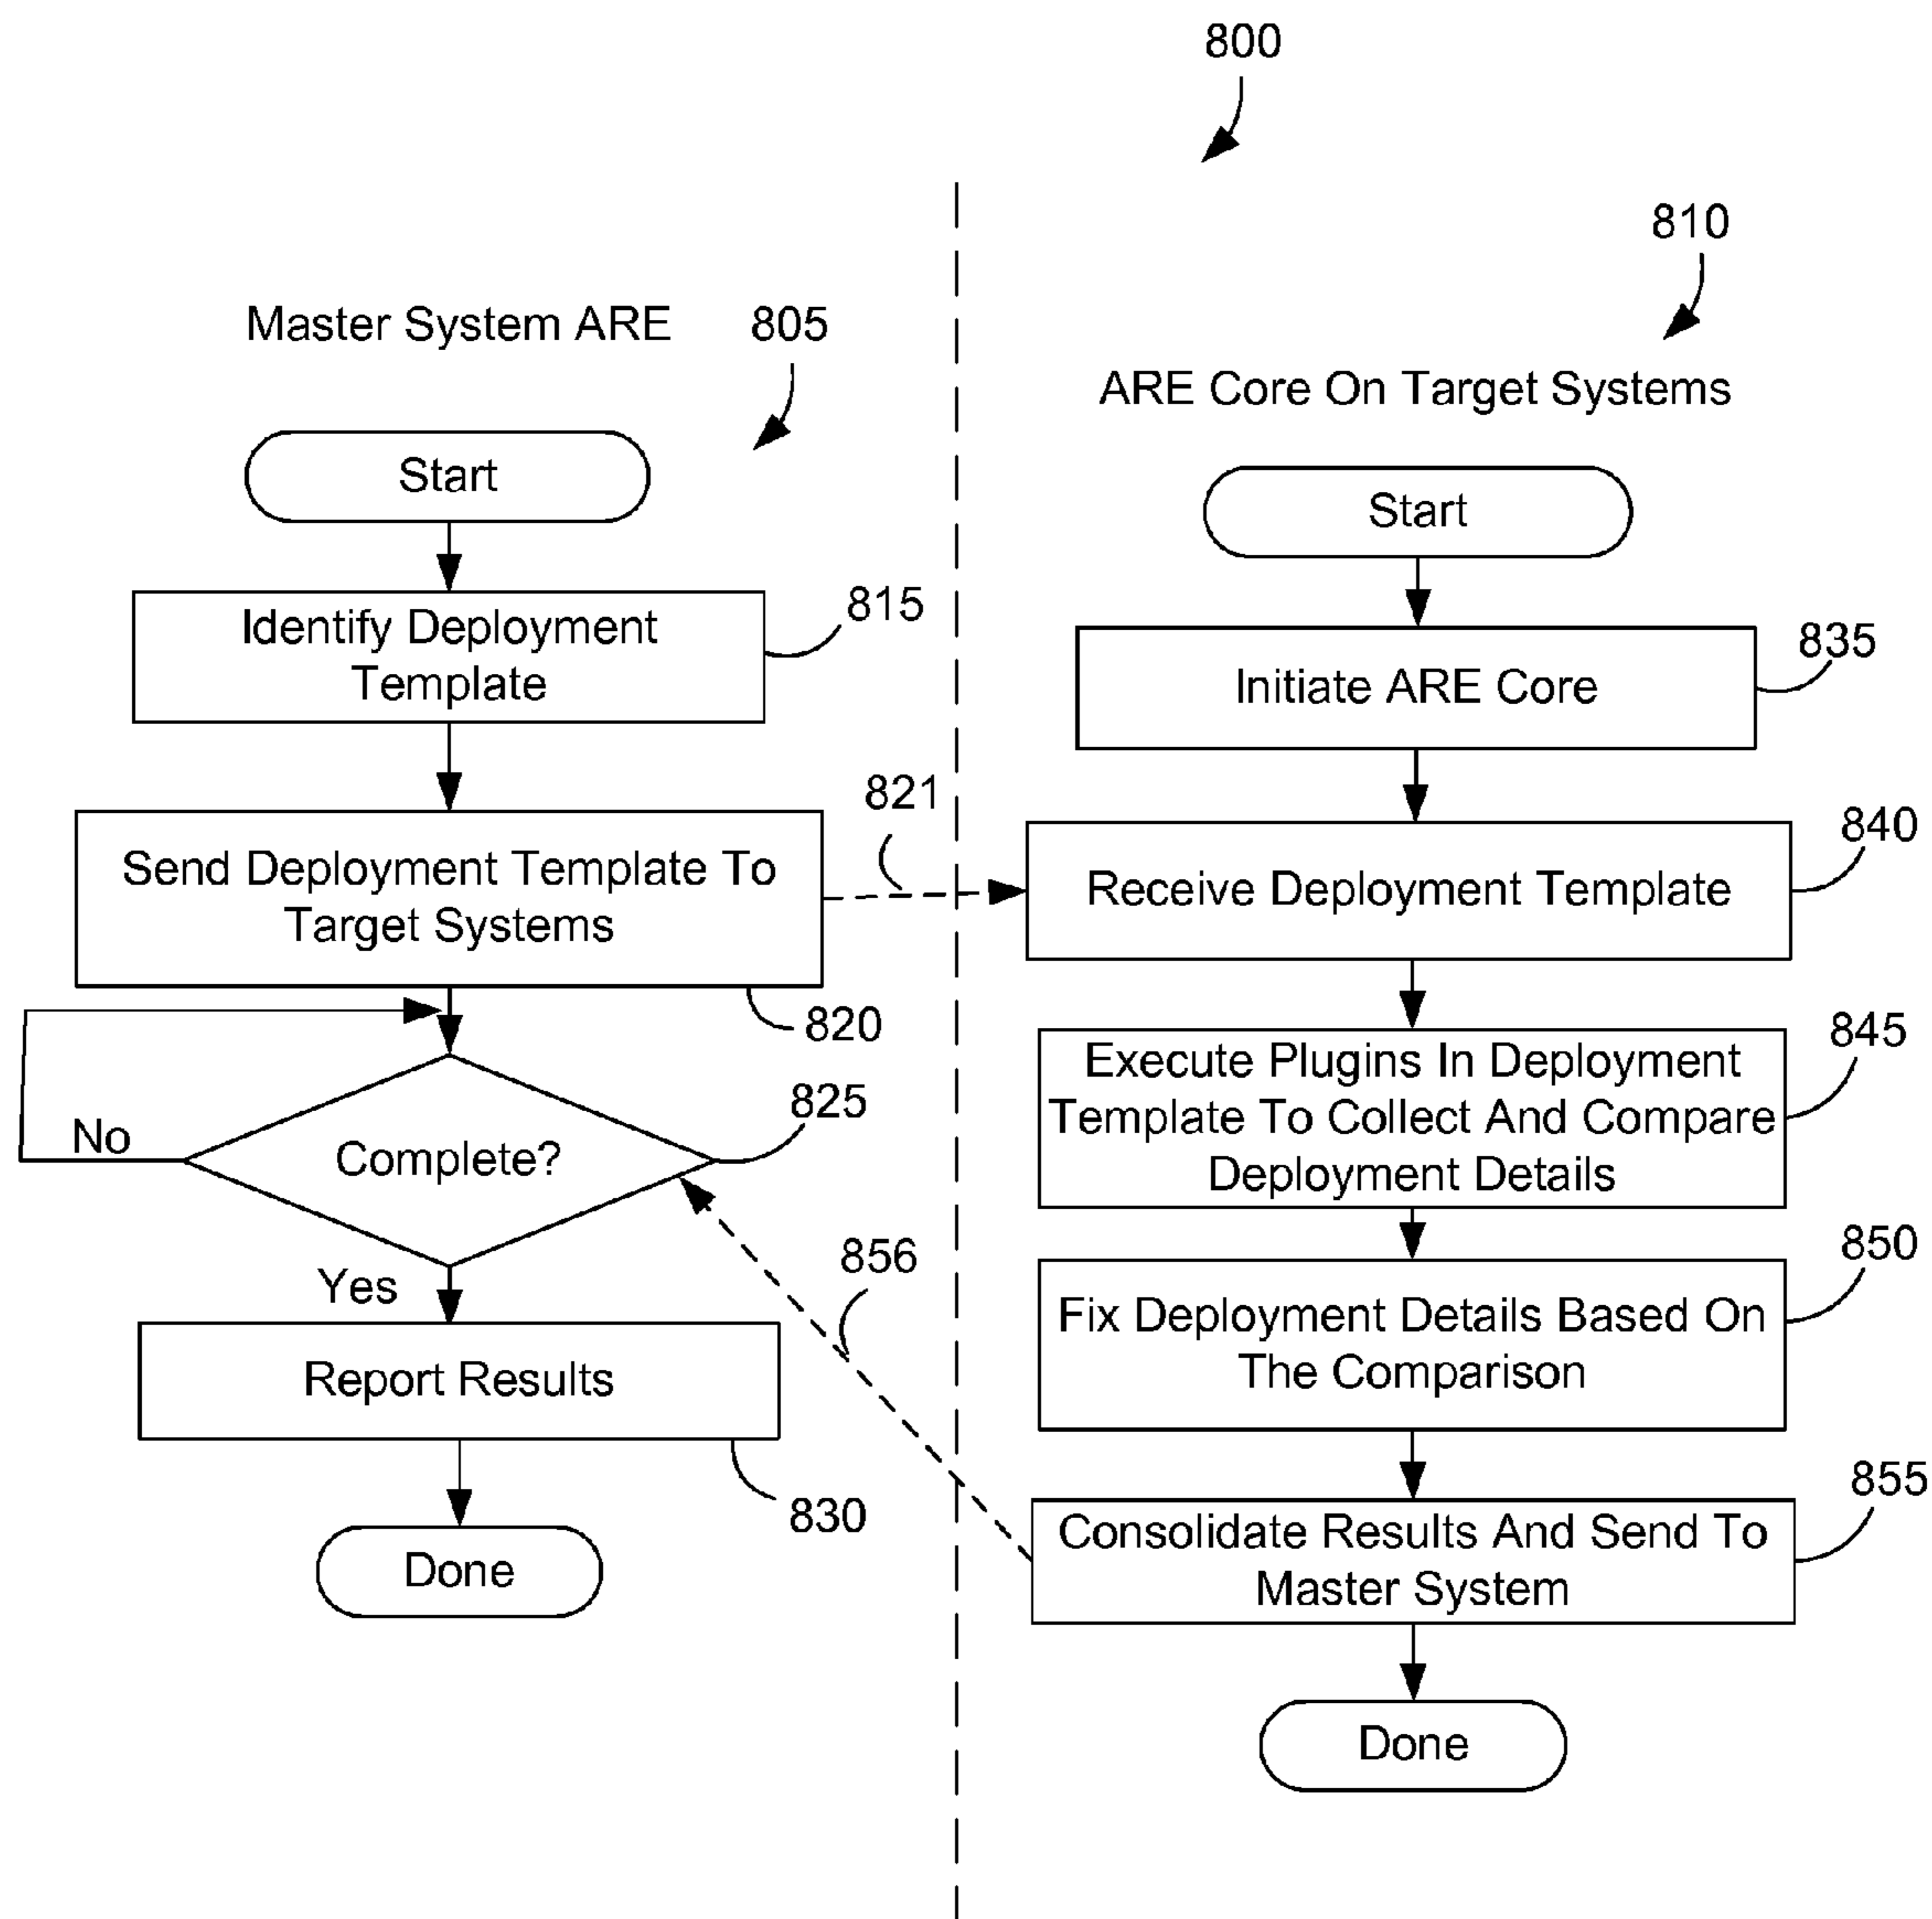 800
810
Master System ARE
805
ARE Core On Target Systems
Start
Start
Identify Deployment
Template
815
Initiate ARE Core
835
821
Send Deployment Template To
Target Systems
820
Receive Deployment Template
840
Execute Plugins In Deployment
Template To Collect And Compare
Deployment Details
845
No
Complete?
825
Yes
856
Fix Deployment Details Based On
The Comparison
850
Report Results
830
Consolidate Results And Send To
Master System
855
Done
Done